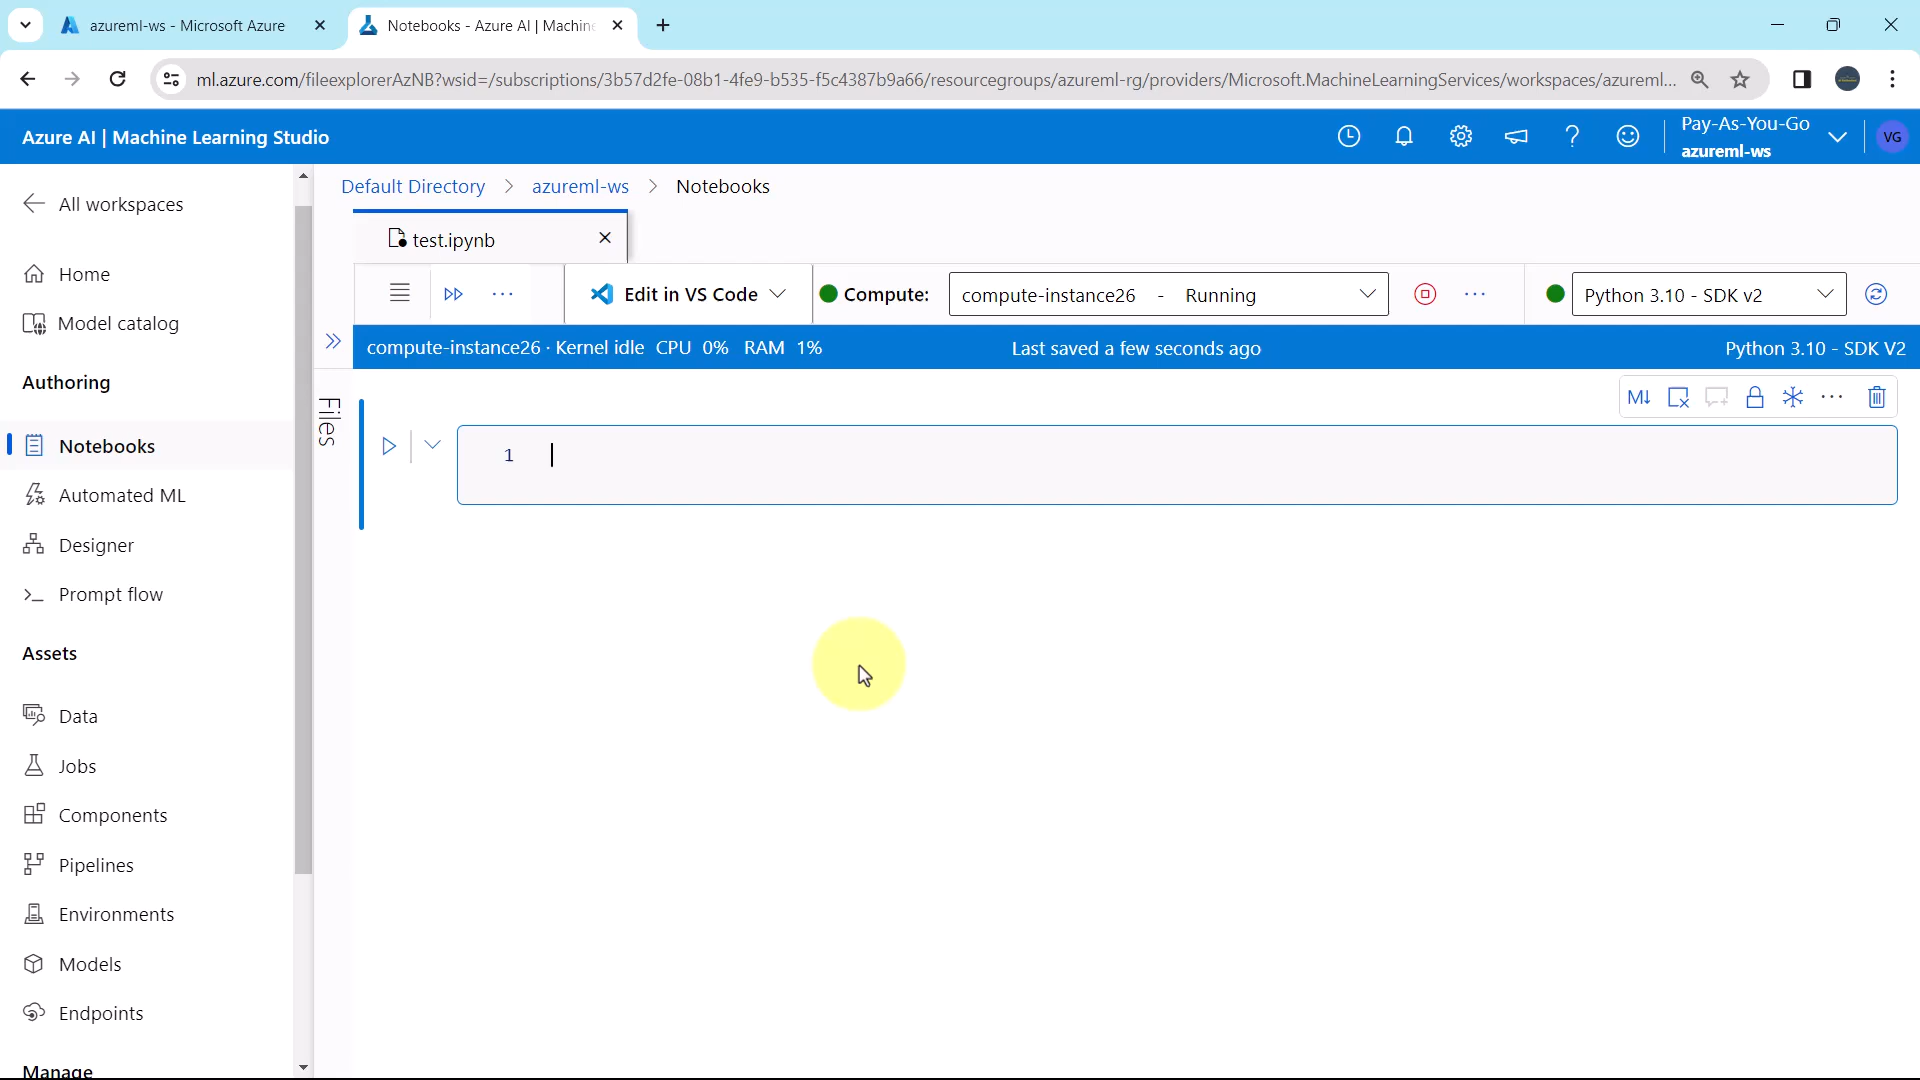 azureml-ws - Microsoft Azure
Notebooks - Azure AI | Machine
ml.azure.com/fileexplorerAzNB?wsid=/subscriptions/3b57d2fe-08b1-4fe9-b535-f5c4387b9a66/resourcegroups/azureml-rg/providers/Microsoft.MachineLearningServices/workspaces/azureml...
Azure AI | Machine Learning Studio
Pay-As-You-Go
azureml-ws
VG
All workspaces
Home
Model catalog
Authoring
Notebooks
Automated ML
Designer
Prompt flow
Assets
Data
Jobs
Components
Pipelines
Environments
Models
Endpoints
Manage
Default Directory > azureml-ws > Notebooks
test.ipynb
Edit in VS Code
Compute:
compute-instance26 - Running
Python 3.10 - SDK v2
compute-instance26 · Kernel idle CPU 0% RAM 1%
Last saved a few seconds ago
Python 3.10 - SDK V2
Files
M↓
1